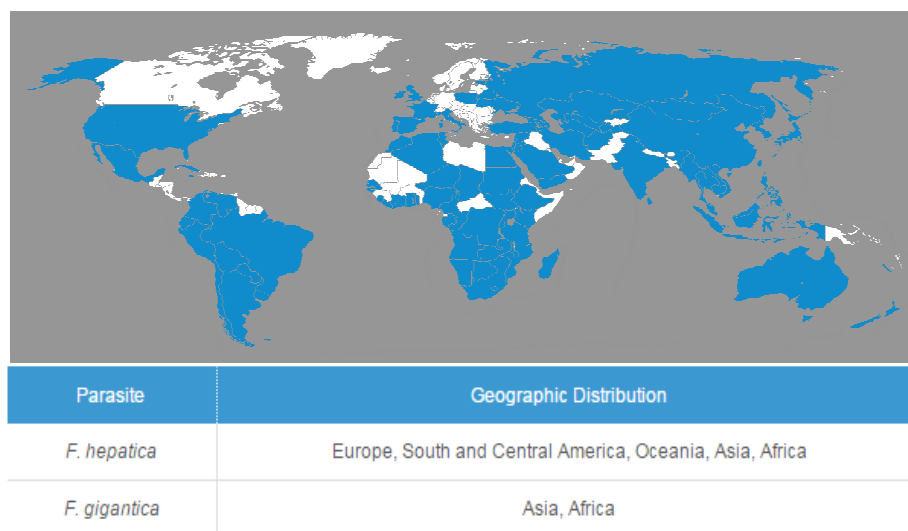 Parasite Geographic Distribution
F. hepatica Europe, South and Central America, Oceania, Asia, Africa
F. gigantica Asia, Africa